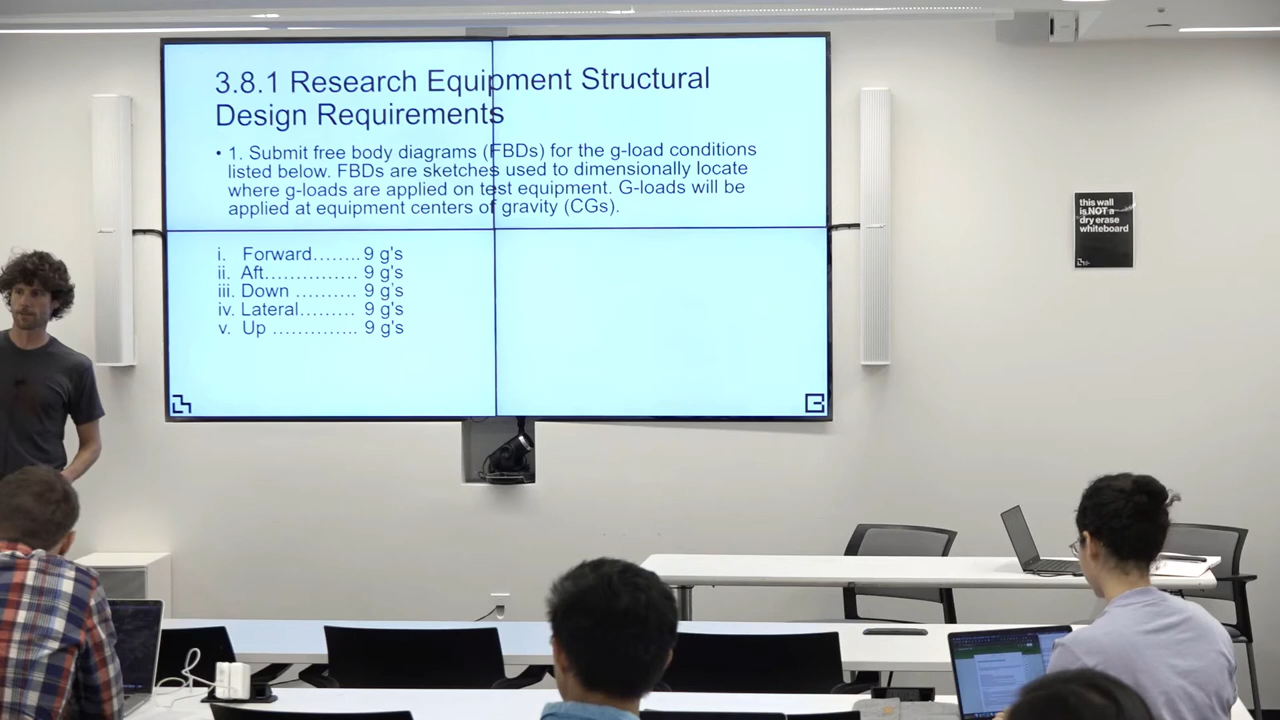 3.8.1 Research Equipment Structural
Design Requirements
• 1. Submit free body diagrams (FBDs) for the g-load conditions
listed below. FBDs are sketches used to dimensionally locate
where g-loads are applied on test equipment. G-loads will be
applied at equipment centers of gravity (CGs).
i. Forward........ 9 g's
ii. Aft............... 9 g's
iii. Down .......... 9 g's
iv. Lateral......... 9 g's
v. Up .............. 9 g's
this wall
is NOT a
dry erase
whiteboard